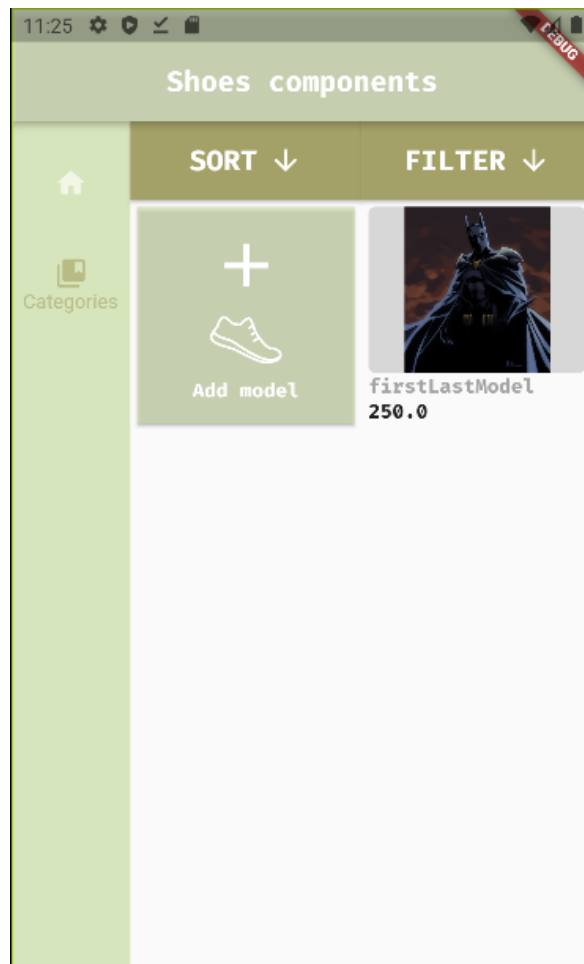 11:25
DEBUG
Shoes components
SORT ↓
FILTER ↓
Categories
Add model
firstLastModel
250.0